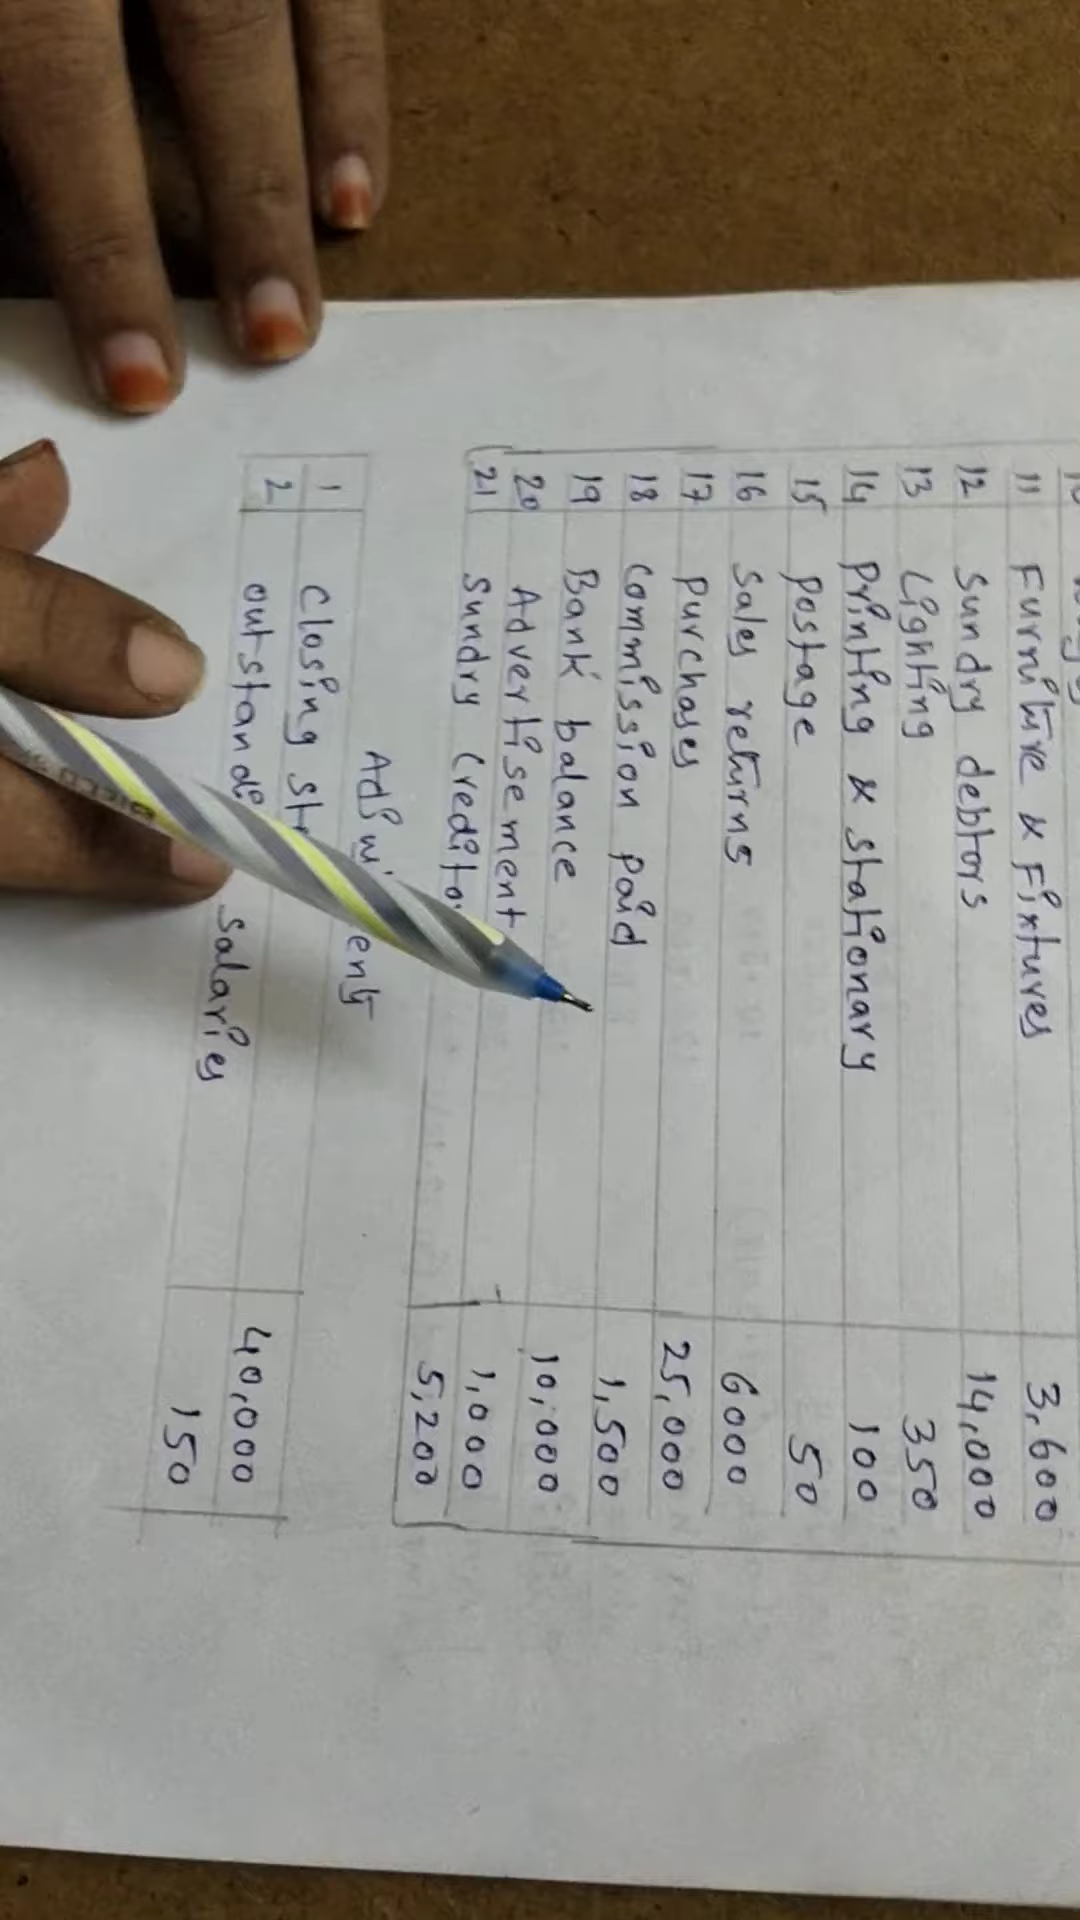 11 Furniture & Fixtures 3,600
12 Sundry debtors 14,000
13 Lighting 350
14 Printing & stationary 100
15 postage 50
16 Sales returns 6000
17 Purchases 25,000
18 Commission paid 1,500
19 Bank balance 10,000
20 Advertisement 1,000
21 Sundry 5,200
1 Closing 40,000
2 Salaries 150